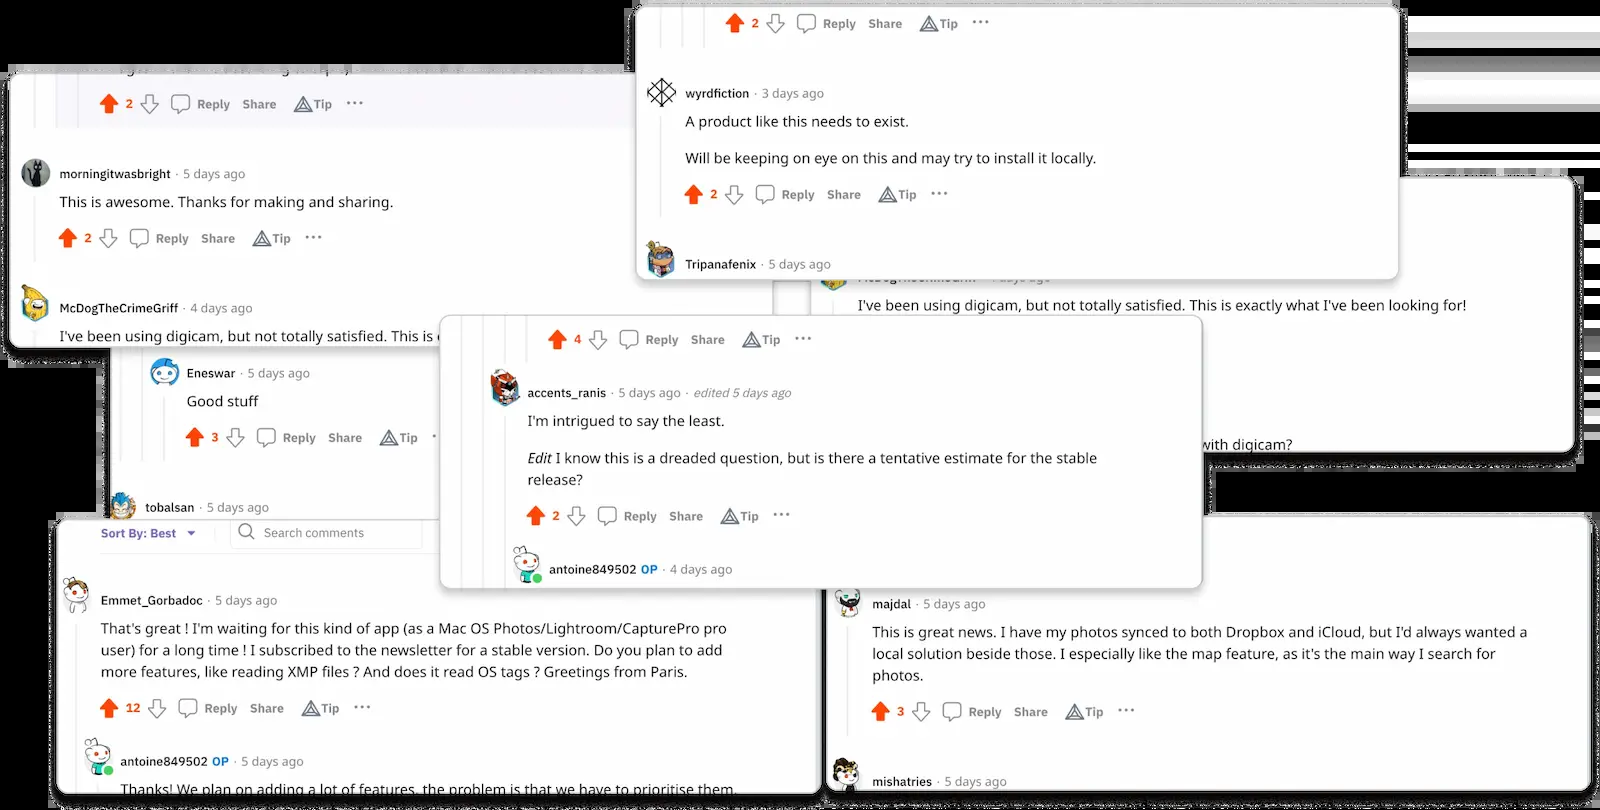 2 Reply Share Tip ...
morningitwasbright · 5 days ago
This is awesome. Thanks for making and sharing.
2 Reply Share Tip ...
McDogTheCrimeGriff · 4 days ago
I've been using digicam, but not totally satisfied. This is
2 Reply Share Tip ...
wyrdfiction · 3 days ago
A product like this needs to exist.
Will be keeping on eye on this and may try to install it locally.
2 Reply Share Tip ...
Tripanafenix · 5 days ago
I've been using digicam, but not totally satisfied. This is exactly what I've been looking for!
with digicam?
Eneswar · 5 days ago
Good stuff
3 Reply Share Tip
tobalsan · 5 days ago
4 Reply Share Tip ...
accents_ranis · 5 days ago · edited 5 days ago
I'm intrigued to say the least.
Edit I know this is a dreaded question, but is there a tentative estimate for the stable
release?
2 Reply Share Tip ...
antoine849502 OP · 4 days ago
Sort By: Best Search comments
Emmet_Gorbadoc · 5 days ago
That's great ! I'm waiting for this kind of app (as a Mac OS Photos/Lightroom/CapturePro pro
user) for a long time ! I subscribed to the newsletter for a stable version. Do you plan to add
more features, like reading XMP files ? And does it read OS tags ? Greetings from Paris.
12 Reply Share Tip ...
antoine849502 OP · 5 days ago
Thanks! We plan on adding a lot of features, the problem is that we have to prioritise them.
majdal · 5 days ago
This is great news. I have my photos synced to both Dropbox and iCloud, but I'd always wanted a
local solution beside those. I especially like the map feature, as it's the main way I search for
photos.
3 Reply Share Tip ...
mishatries · 5 days ago